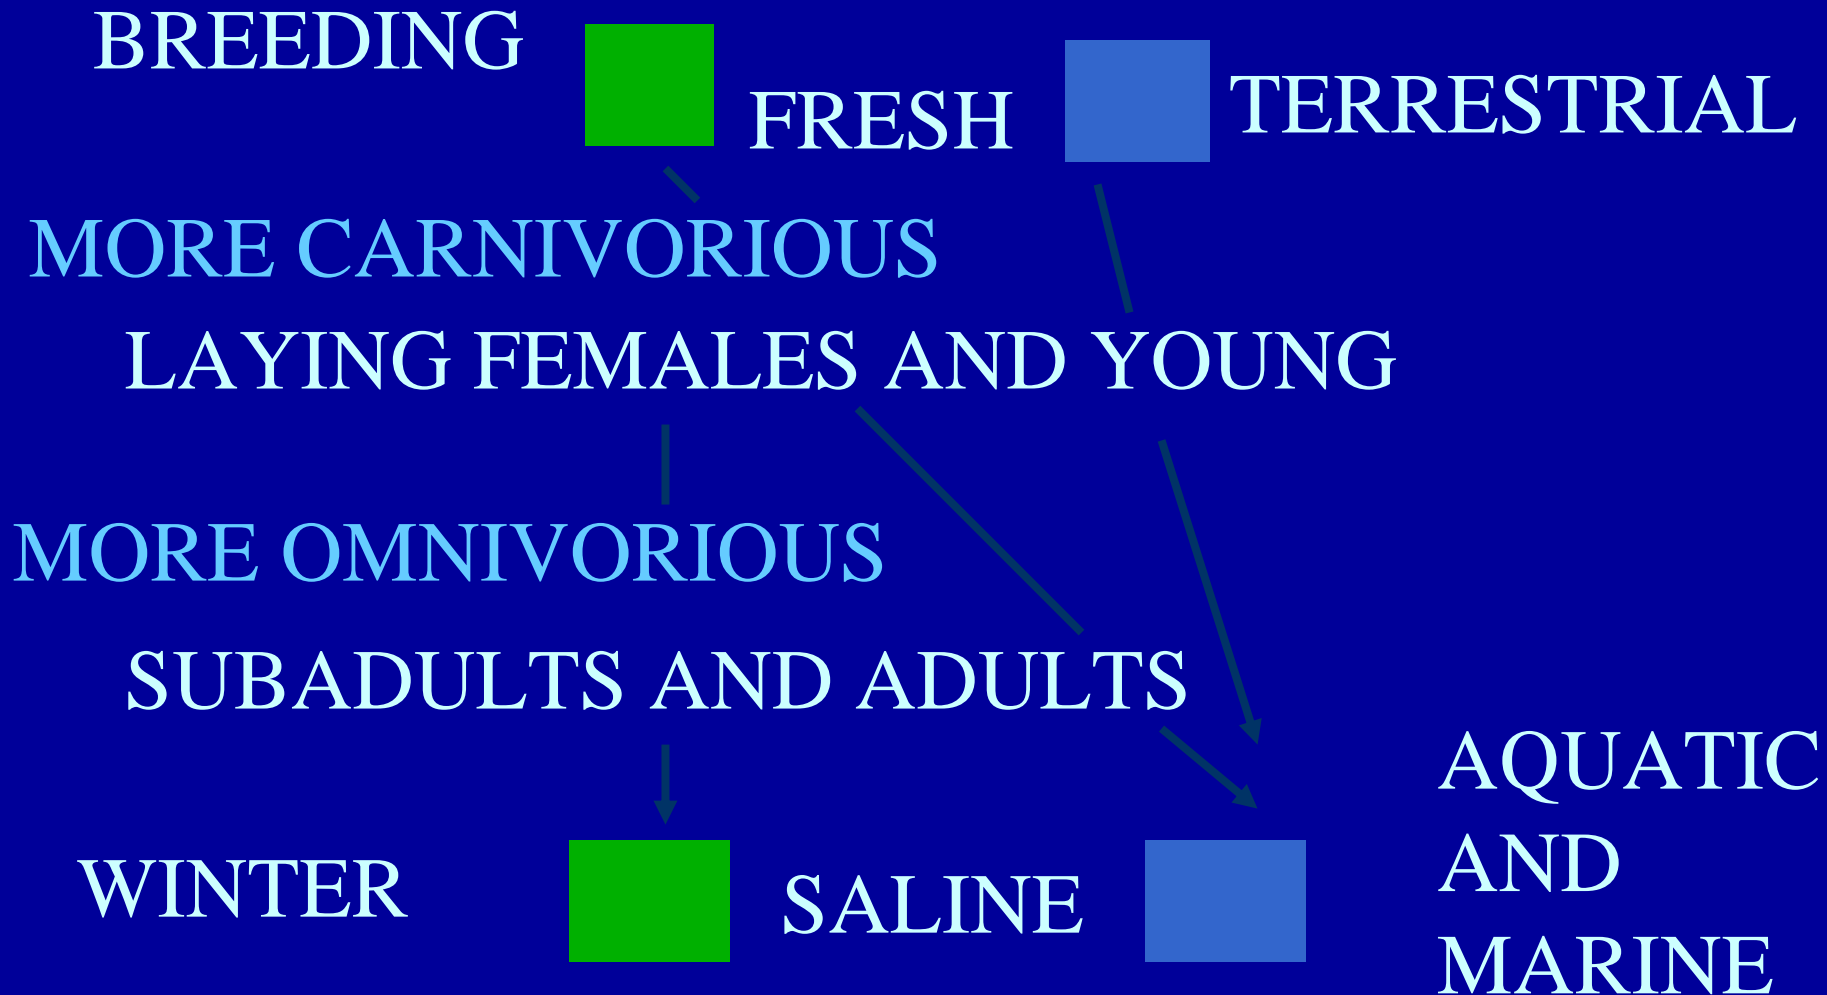 BREEDING
FRESH
TERRESTRIAL
MORE CARNIVORIOUS
LAYING FEMALES AND YOUNG
MORE OMNIVORIOUS
SUBADULTS AND ADULTS
WINTER
SALINE
AQUATIC
AND
MARINE